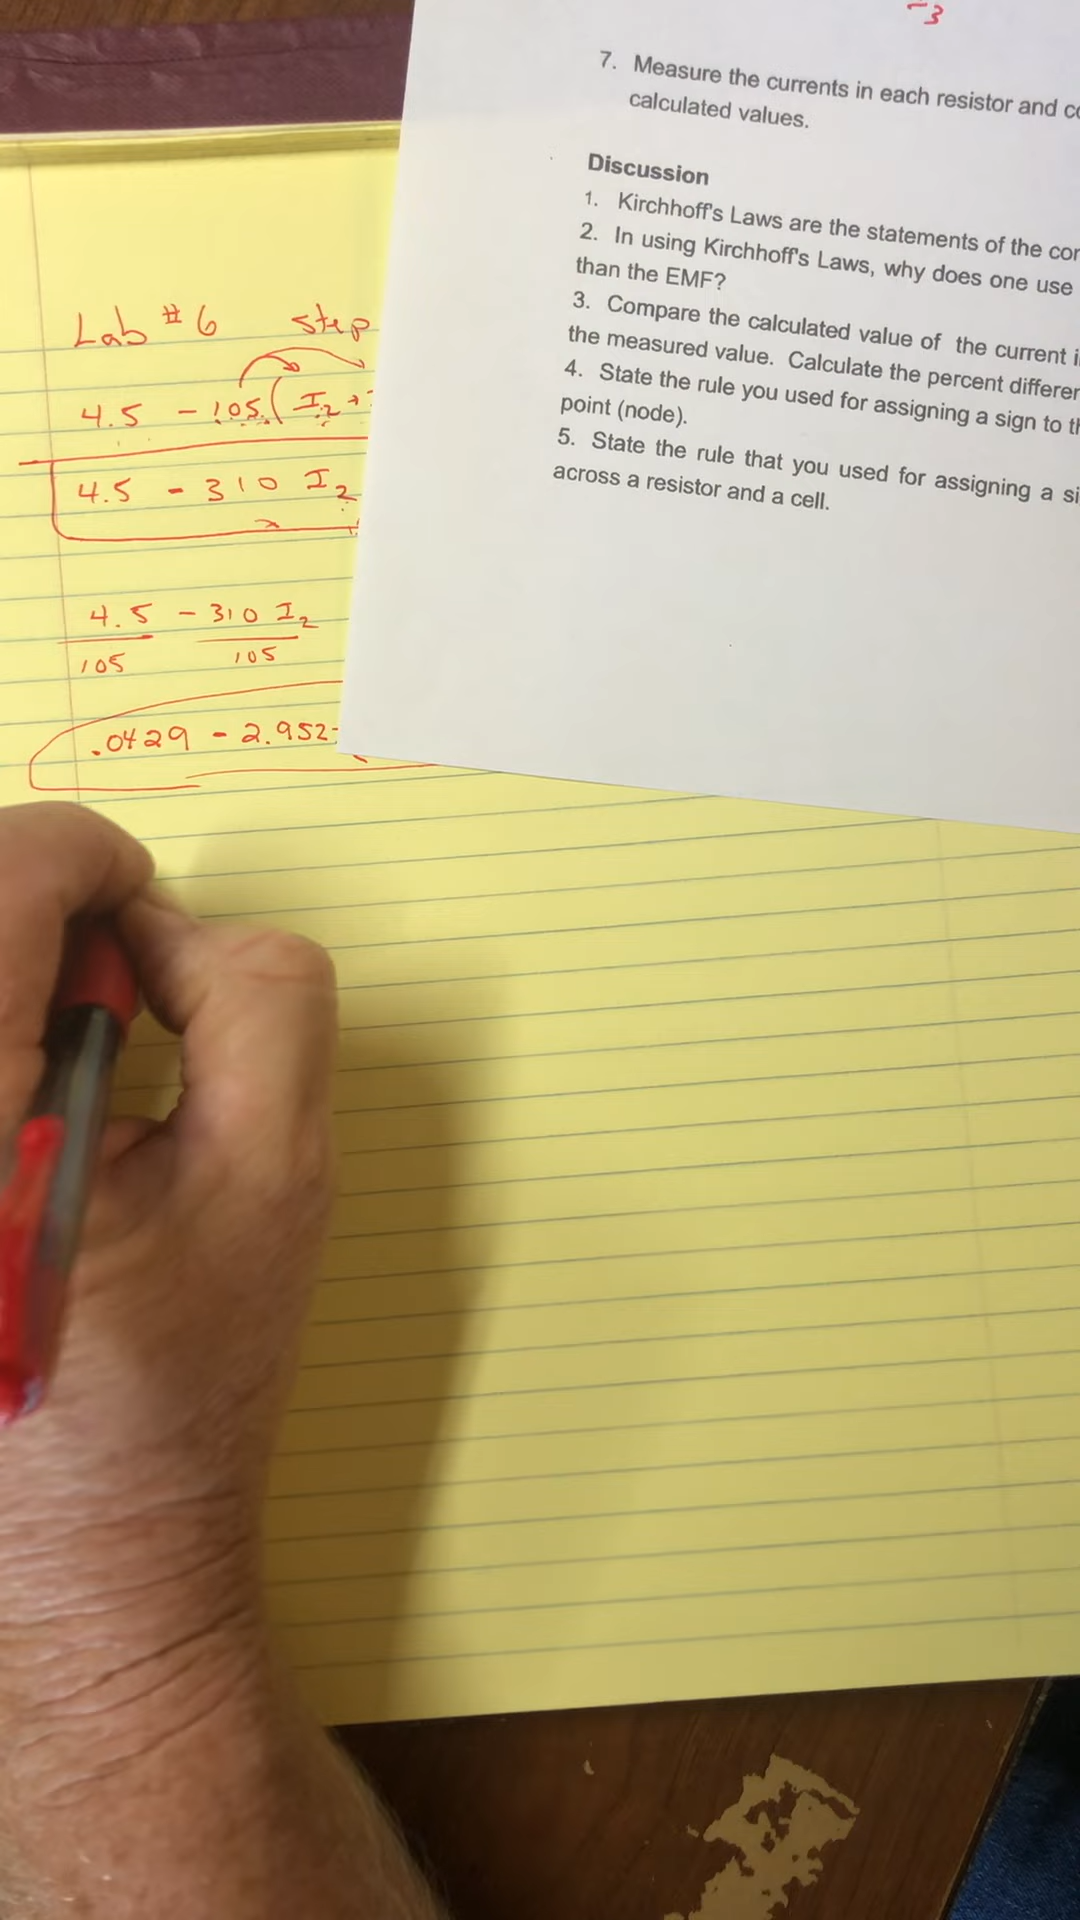 Lab #6 step
4.5 - 105 ( I2 +
4.5 - 310 I2
4.5 - 310 I2
105 105
.0429 - 2.952
3
7. Measure the currents in each resistor and
calculated values.
Discussion
1. Kirchhoff's Laws are the statements of the
2. In using Kirchhoff's Laws, why does one use
than the EMF?
3. Compare the calculated value of the current
the measured value. Calculate the percent
4. State the rule you used for assigning a sign to
point (node).
5. State the rule that you used for assigning a
across a resistor and a cell.